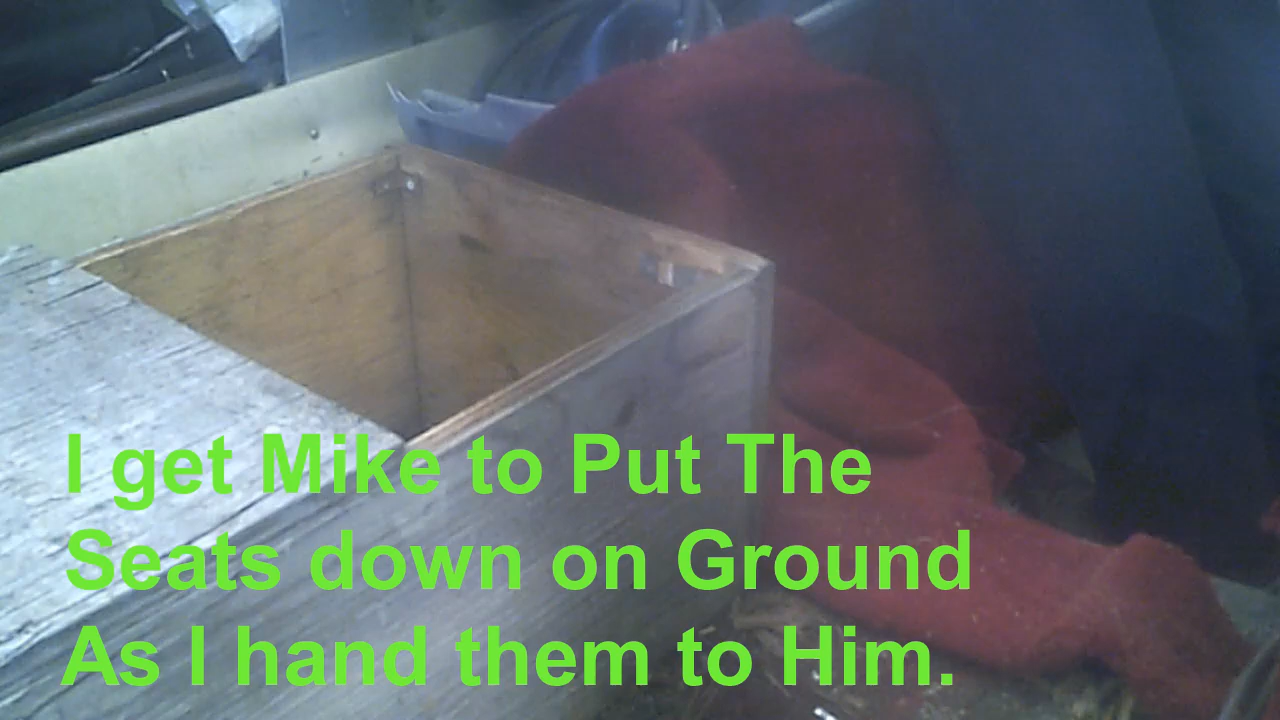 I get Mike to Put The
Seats down on Ground
As I hand them to Him.